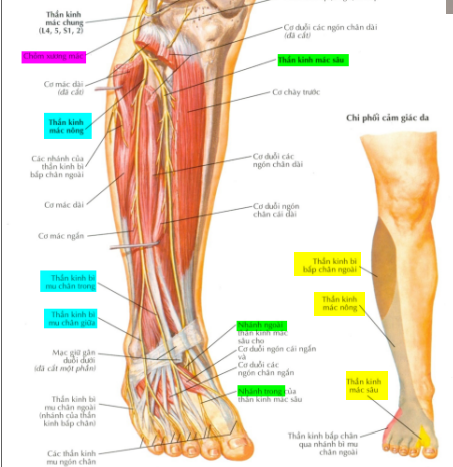 Thần kinh
mác chung
(L4, 5, S1, 2)
Chỏm xương mác
Cơ mác dài
(đã cắt)
Thần kinh
mác nông
Các nhánh của
thần kinh bì
bắp chân ngoài
Cơ mác dài
Cơ mác ngắn
Thần kinh bì
mu chân trong
Thần kinh bì
mu chân giữa
Mạc giữ gân
duỗi dưới
(đã cắt một phần)
Thần kinh bì
mu chân ngoài
(nhánh của thần
kinh bắp chân)
Các thần kinh
mu ngón chân
Cơ duỗi các ngón chân dài
(đã cắt)
Thần kinh mác sâu
Cơ chày trước
Cơ duỗi các
ngón chân dài
Cơ duỗi ngón
chân cái dài
Nhánh ngoài
thần kinh mác
sâu cho
Cơ duỗi ngón cái ngắn
và
Cơ duỗi các
ngón chân ngắn
Nhánh trong của
thần kinh mác sâu
Chi phối cảm giác da
Thần kinh bì
bắp chân ngoài
Thần kinh
mác nông
Thần kinh
mác sâu
Thần kinh bắp chân
qua nhánh bì mu
chân ngoài